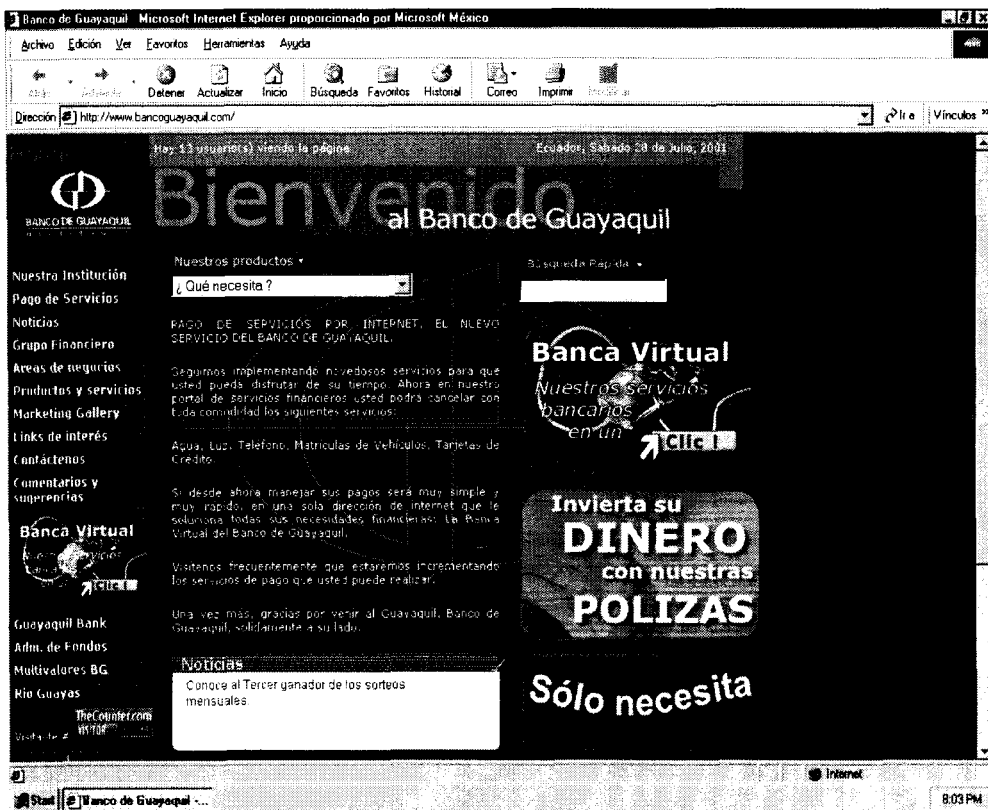 Banco de Guayaquil - Microsoft Internet Explorer proporcionado por Microsoft México
Archivo Edición Ver Favoritos Herramientas Ayuda
Detener Actualizar Inicio Búsqueda Favoritos Historial Correo Imprimir
Dirección http://www.bancoguayaquil.com/ Ir a Vínculos »
Hay 13 usuario(s) viendo la página Ecuador, Sabado 28 de Julio, 2001
Bienvenido
al Banco de Guayaquil
BANCO DE GUAYAQUIL
Nuestra Institución
Pago de Servicios
Noticias
Grupo Financiero
Areas de negocios
Productos y servicios
Marketing Gallery
Links de interés
Contáctenos
Comentarios y
sugerencias
Banca Virtual
clic !
Guayaquil Bank
Adm. de Fondos
Multivalores BG
Río Guayas
TheCounter.com
Nuestros productos
¿ Qué necesita ?
PAGO DE SERVICIOS POR INTERNET, EL NUEVO
SERVICIO DEL BANCO DE GUAYAQUIL.
Seguimos implementando novedosos servicios para que
usted pueda disfrutar de su tiempo. Ahora en nuestro
portal de servicios financieros usted podrá cancelar con
toda comodidad los siguientes servicios:
Agua, Luz, Telefono, Matriculas de Vehículos, Tarjetas de
Crédito.
Si desde ahora manejar sus pagos será muy simple y
muy rapido, en una sola dirección de internet que le
soluciona todas sus necesidades financieras: La Banca
Virtual del Banco de Guayaquil.
Visitenos frecuentemente que estaremos incrementando
los servicios de pago que usted puede realizar.
Una vez más, gracias por venir al Guayaquil, Banco de
Guayaquil, solidamente a su lado.
Noticias
Conoce al Tercer ganador de los sorteos
mensuales.
Búsqueda Rápida
Banca Virtual
Nuestros servicios
bancarios
en un
Clic !
Invierta su
DINERO
con nuestras
POLIZAS
Sólo necesita
Internet
Start Banco de Guayaquil -... 8:03 PM